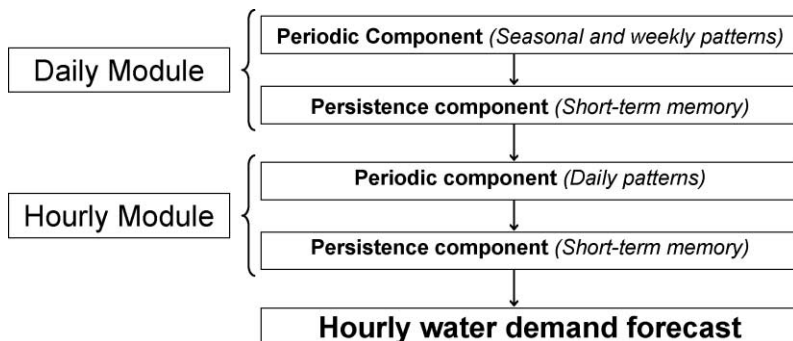 Periodic Component (Seasonal and weekly patterns)
Daily Module
Persistence component (Short-term memory)
Periodic component (Daily patterns)
Hourly Module
Persistence component (Short-term memory)
Hourly water demand forecast